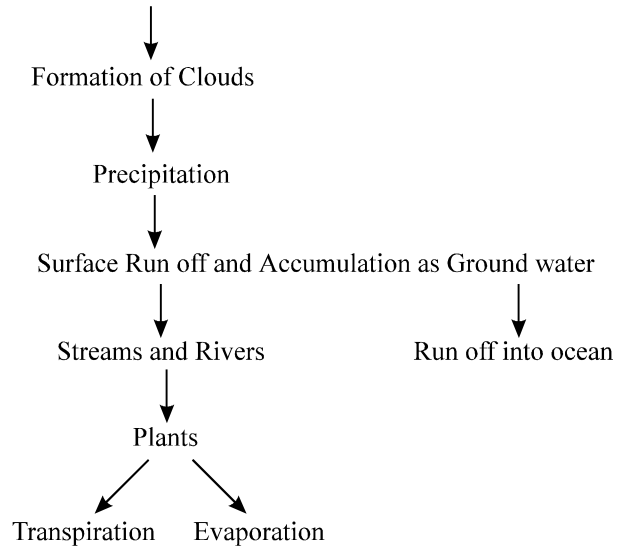 Formation of Clouds
Precipitation
Surface Run off and Accumulation as Ground water
Streams and Rivers
Run off into ocean
Plants
Transpiration
Evaporation